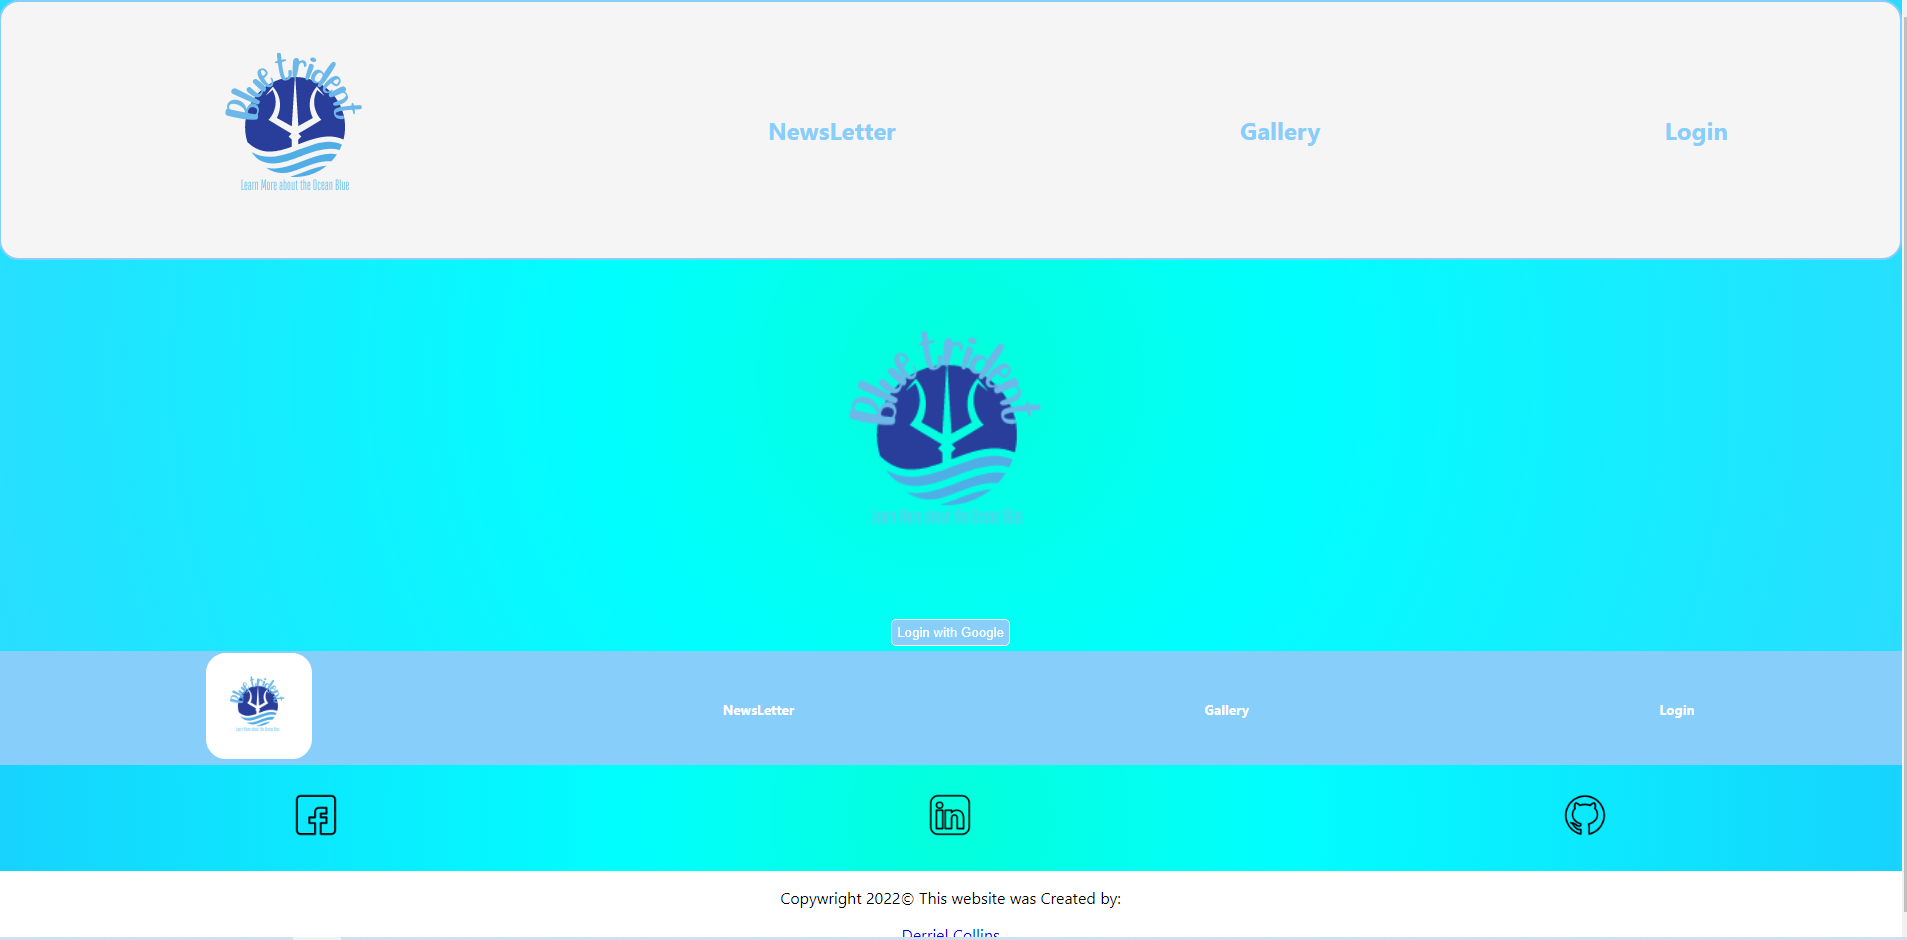 Blue trident
Learn More about the Ocean Blue
NewsLetter
Gallery
Login
Blue trident
Learn More about the Ocean Blue
Login with Google
Blue trident
Learn More about the Ocean Blue
NewsLetter
Gallery
Login
Copywright 2022© This website was Created by:
Derriel Collins